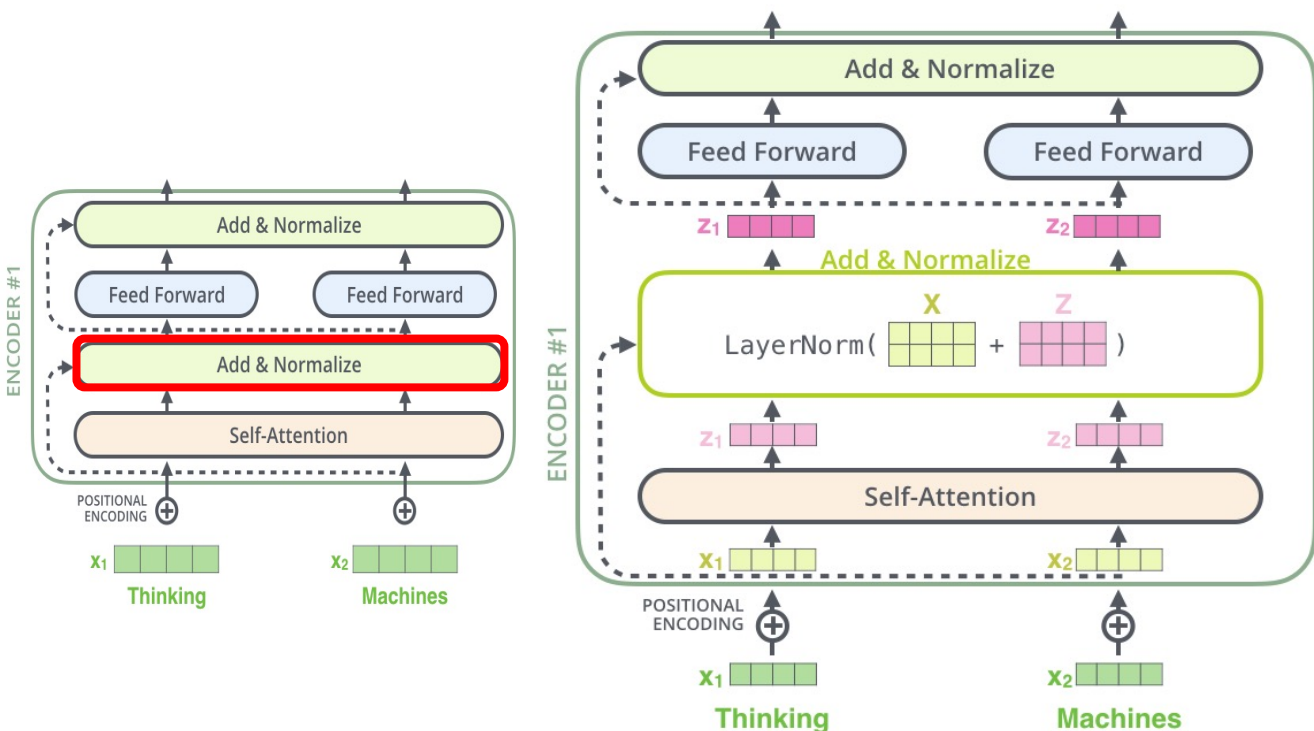 ENCODER #1
Add & Normalize
Feed Forward Feed Forward
Add & Normalize
Self-Attention
POSITIONAL
ENCODING
x1 x2
Thinking Machines
ENCODER #1
Add & Normalize
Feed Forward Feed Forward
z1 z2
Add & Normalize
X Z
LayerNorm( + )
z1 z2
Self-Attention
x1 x2
POSITIONAL
ENCODING
x1 x2
Thinking Machines